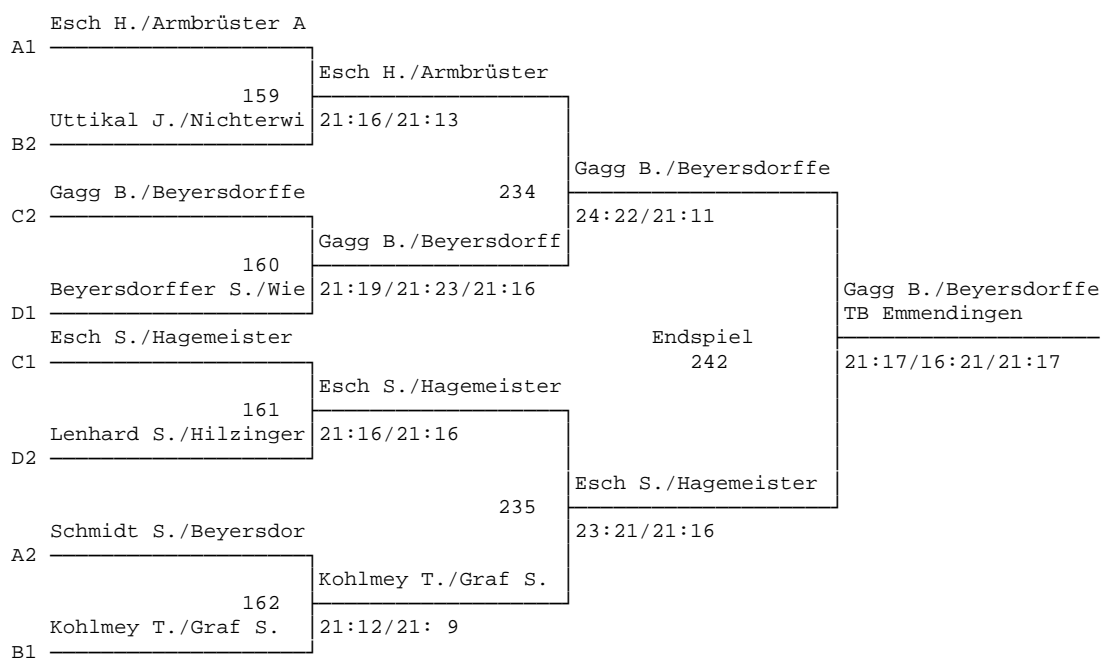 Esch H./Armbrüster A
A1
Esch H./Armbrüster
159
Uttikal J./Nichterwi 21:16/21:13
B2
Gagg B./Beyersdorffe
Gagg B./Beyersdorffe 234
C2 24:22/21:11
Gagg B./Beyersdorff
160
Beyersdorffer S./Wie 21:19/21:23/21:16 Gagg B./Beyersdorffe
D1 TB Emmendingen
Esch S./Hagemeister Endspiel
C1 242 21:17/16:21/21:17
Esch S./Hagemeister
161
Lenhard S./Hilzinger 21:16/21:16
D2
Esch S./Hagemeister
235
Schmidt S./Beyersdor 23:21/21:16
A2
Kohlmey T./Graf S.
162
Kohlmey T./Graf S. 21:12/21: 9
B1